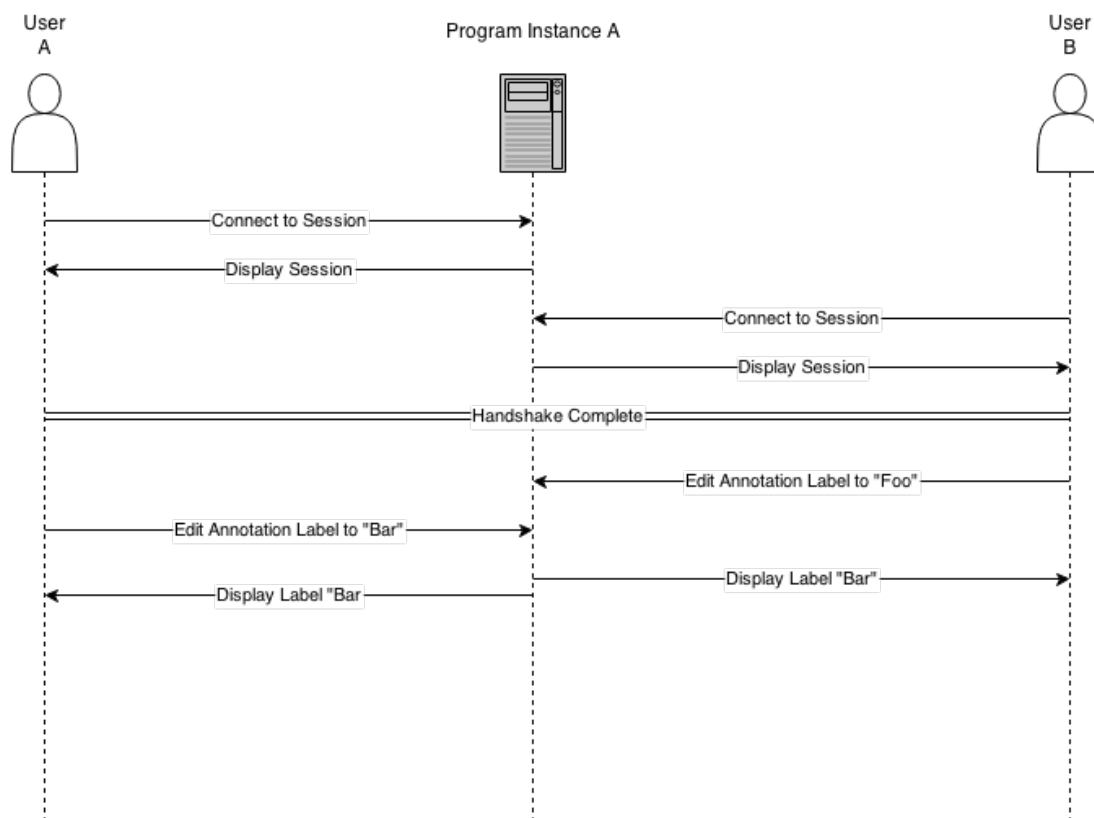 User
A
Program Instance A
User
B
Connect to Session
Display Session
Connect to Session
Display Session
Handshake Complete
Edit Annotation Label to "Foo"
Edit Annotation Label to "Bar"
Display Label "Bar"
Display Label "Bar